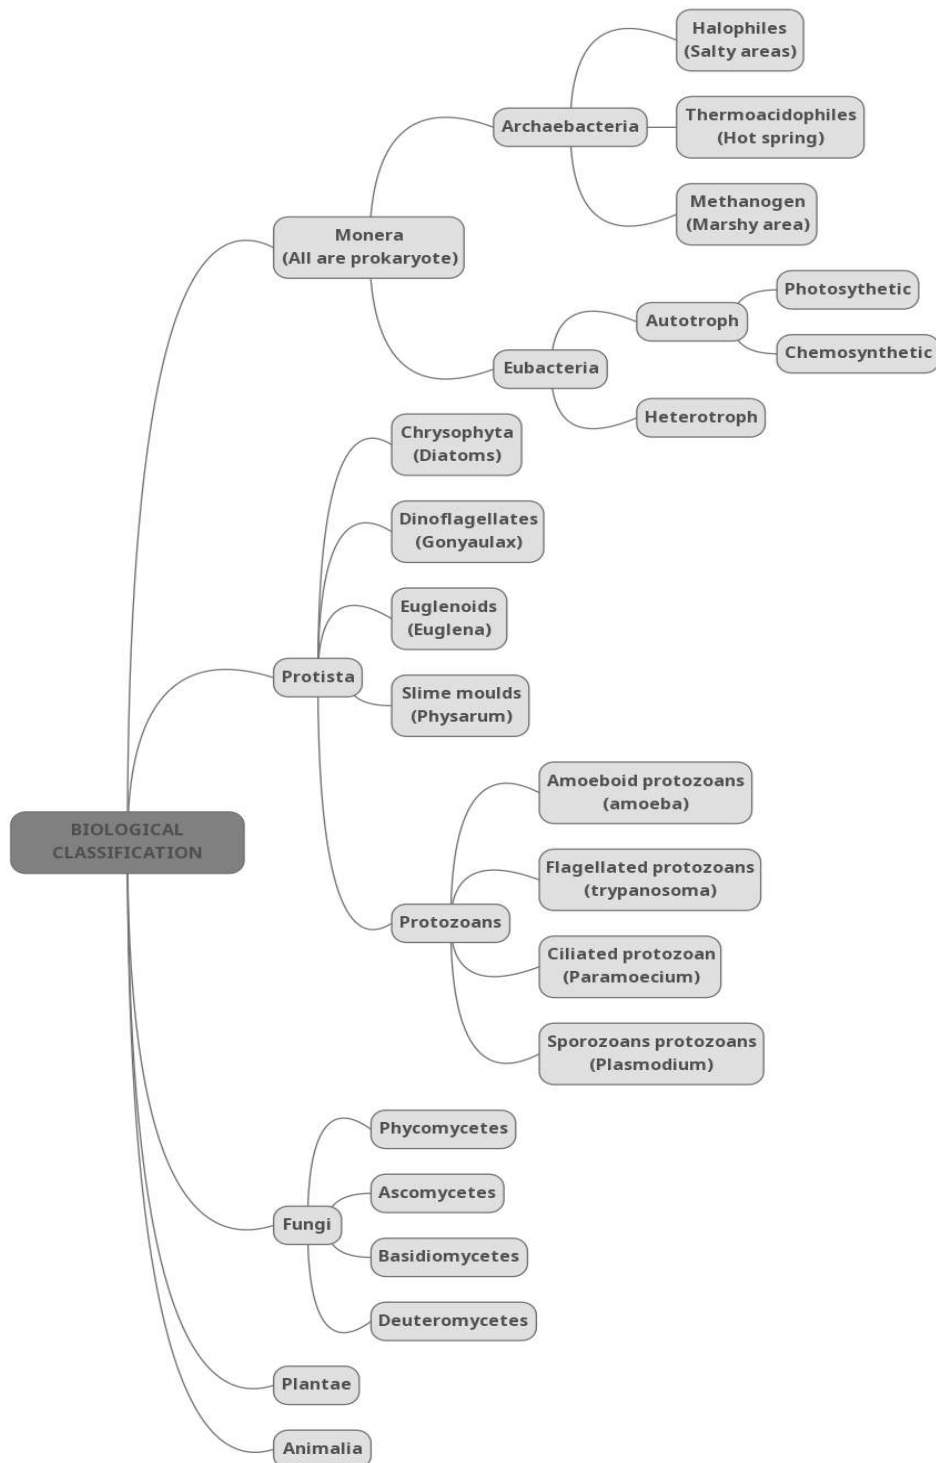 Halophiles
(Salty areas)
Archaebacteria
Thermoacidophiles
(Hot spring)
Methanogen
(Marshy area)
Monera
(All are prokaryote)
Photosythetic
Autotroph
Chemosynthetic
Eubacteria
Heterotroph
Chrysophyta
(Diatoms)
Dinoflagellates
(Gonyaulax)
Euglenoids
(Euglena)
Protista
Slime moulds
(Physarum)
Amoeboid protozoans
(amoeba)
BIOLOGICAL
CLASSIFICATION
Flagellated protozoans
(trypanosoma)
Protozoans
Ciliated protozoan
(Paramoecium)
Sporozoans protozoans
(Plasmodium)
Phycomycetes
Ascomycetes
Fungi
Basidiomycetes
Deuteromycetes
Plantae
Animalia